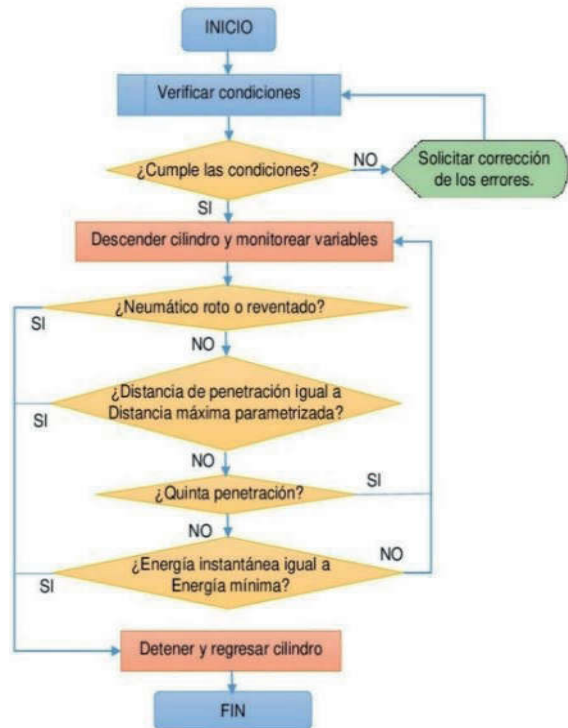 INICIO
Verificar condiciones
¿Cumple las condiciones?
NO
Solicitar corrección
de los errores.
SI
Descender cilindro y monitorear variables
¿Neumático roto o reventado?
SI
NO
¿Distancia de penetración igual a
Distancia máxima parametrizada?
SI
NO
¿Quinta penetración?
SI
NO
¿Energía instantánea igual a
Energía mínima?
NO
SI
Detener y regresar cilindro
FIN